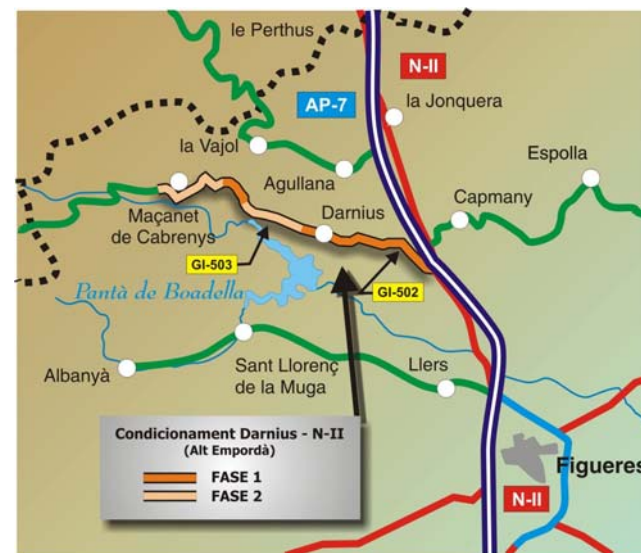 le Perthus
N-II
AP-7
la Jonquera
la Vajol
Espolla
Agullana
Capmany
Maçanet
de Cabrenys
Darnius
GI-503
GI-502
Pantà de Boadella
Albanyà
Sant Llorenç
de la Muga
Llers
Condicionament Darnius - N-II
(Alt Empordà)
FASE 1
FASE 2
Figueres
N-II